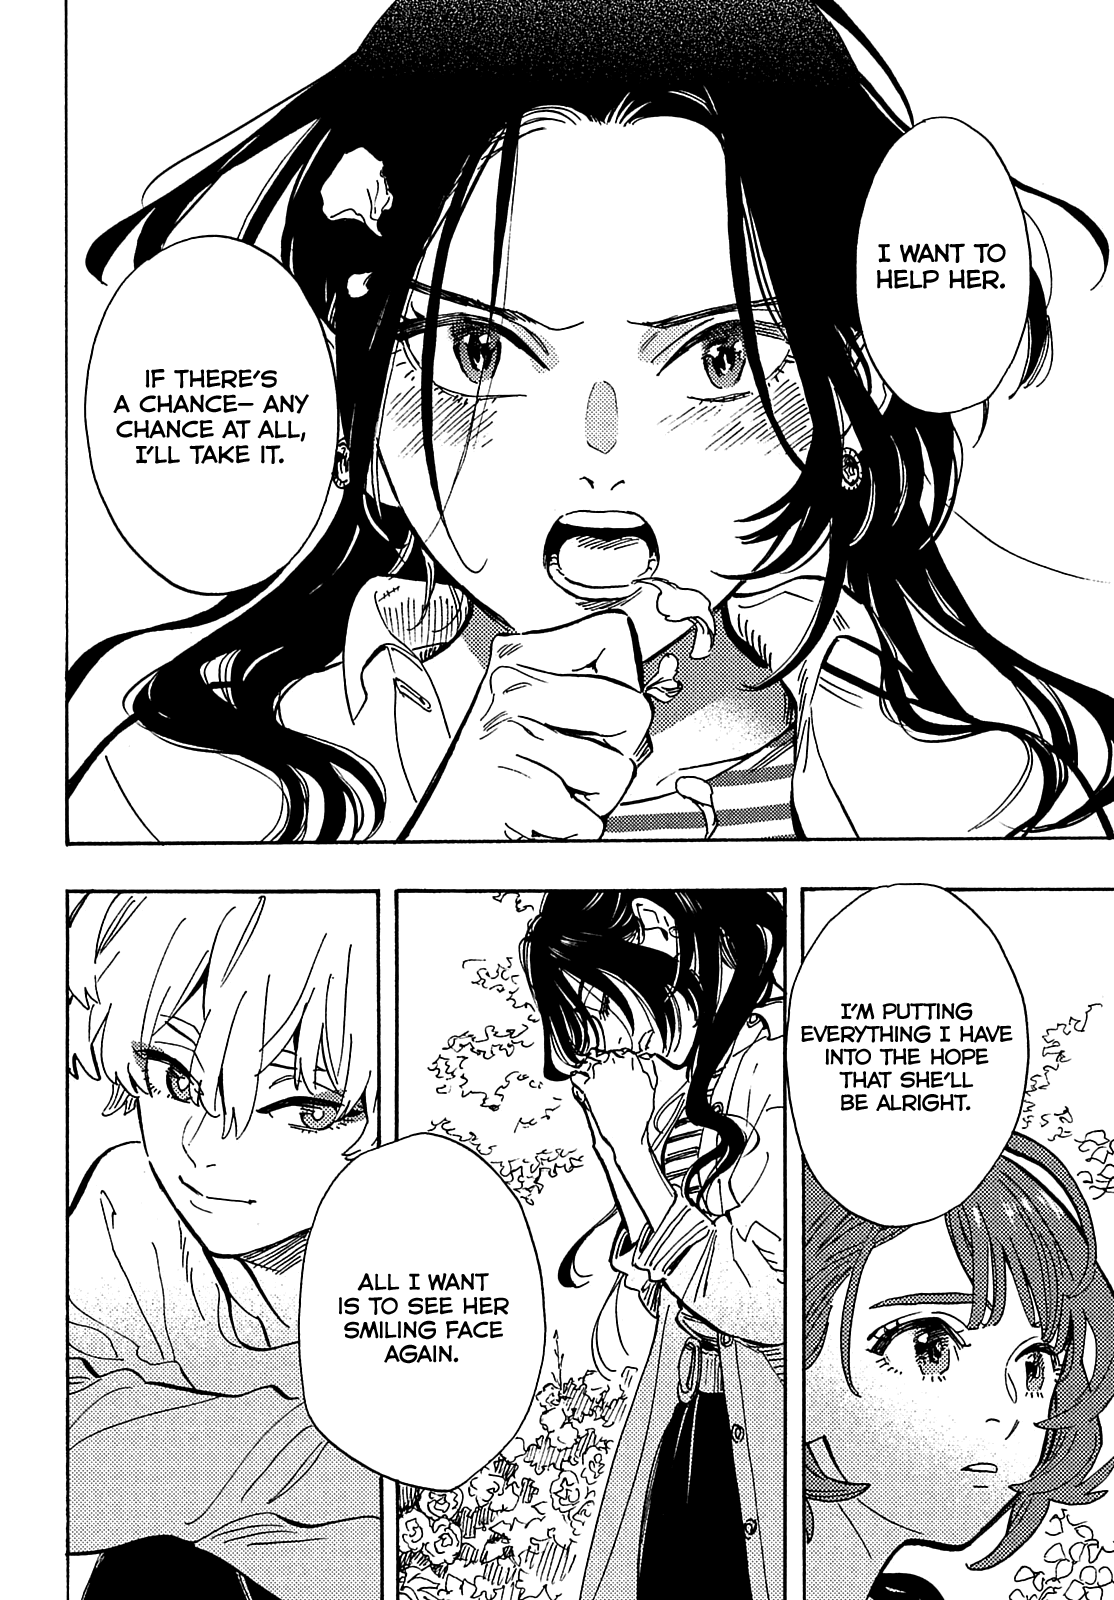 I WANT TO
HELP HER.
IF THERE'S
A CHANCE– ANY
CHANCE AT ALL,
I'LL TAKE IT.
I'M PUTTING
EVERYTHING I HAVE
INTO THE HOPE
THAT SHE'LL
BE ALRIGHT.
ALL I WANT
IS TO SEE HER
SMILING FACE
AGAIN.